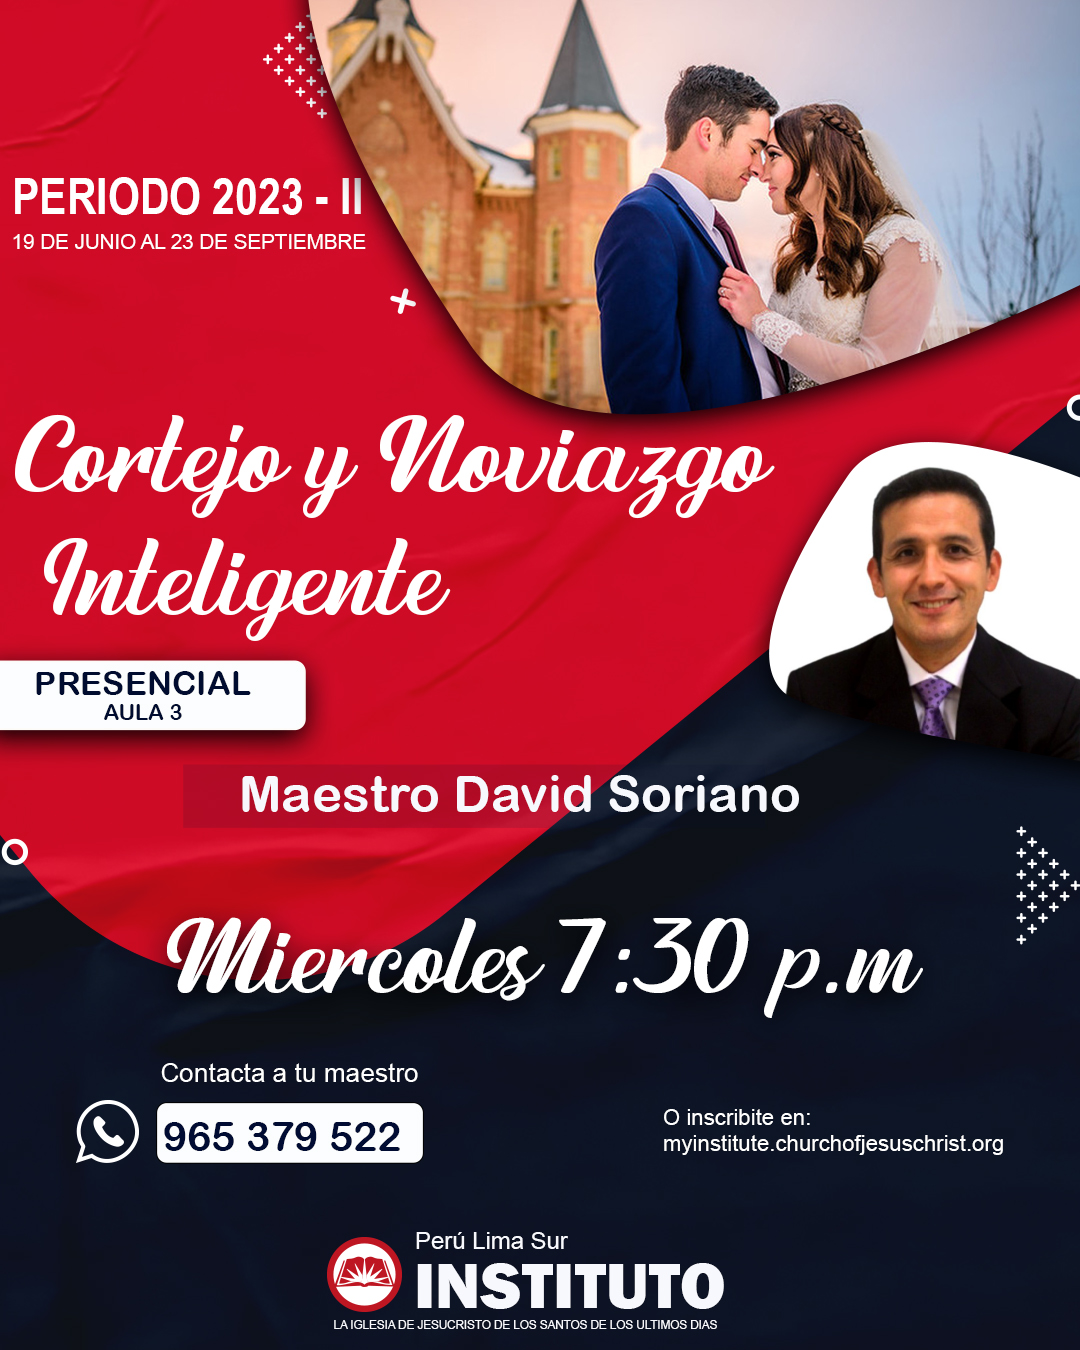 PERIODO 2023 - II
19 DE JUNIO AL 23 DE SEPTIEMBRE
Cortejo y Noviazgo
Inteligente
PRESENCIAL
AULA 3
Maestro David Soriano
Miercoles 7:30 p.m
Contacta a tu maestro
965 379 522
O inscribite en:
myinstitute.churchofjesuschrist.org
Perú Lima Sur
INSTITUTO
LA IGLESIA DE JESUCRISTO DE LOS SANTOS DE LOS ULTIMOS DIAS